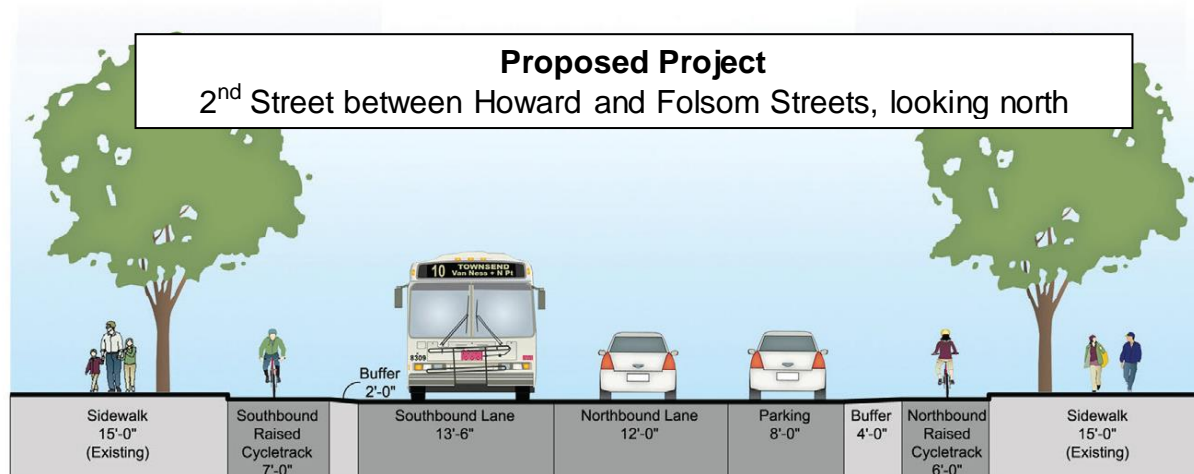 Proposed Project
2nd Street between Howard and Folsom Streets, looking north
10 TOWNSEND
Van Ness + N Pt
8309
Buffer
2'-0"
Sidewalk
15'-0"
(Existing)
Southbound
Raised
Cycletrack
7'-0"
Southbound Lane
13'-6"
Northbound Lane
12'-0"
Parking
8'-0"
Buffer
4'-0"
Northbound
Raised
Cycletrack
6'-0"
Sidewalk
15'-0"
(Existing)